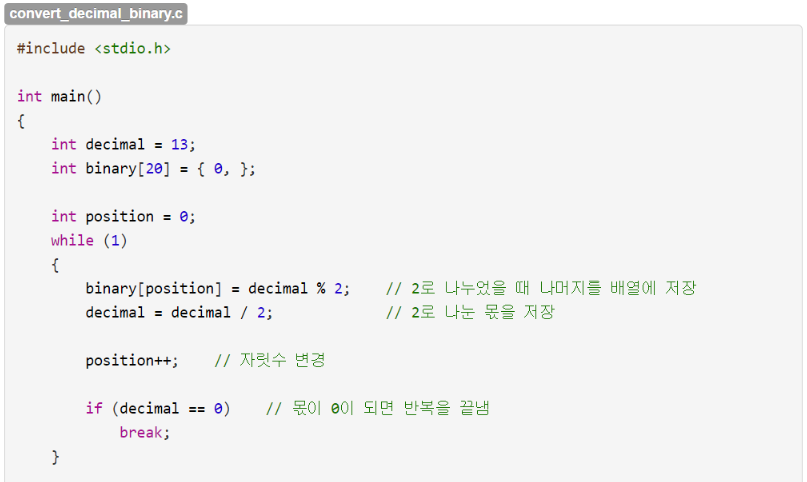 convert_decimal_binary.c
#include <stdio.h>
int main()
{
int decimal = 13;
int binary[20] = { 0, };
int position = 0;
while (1)
{
binary[position] = decimal % 2;    // 2로 나누었을 때 나머지를 배열에 저장
decimal = decimal / 2;             // 2로 나눈 몫을 저장
position++;    // 자릿수 변경
if (decimal == 0)    // 몫이 0이 되면 반복을 끝냄
break;
}